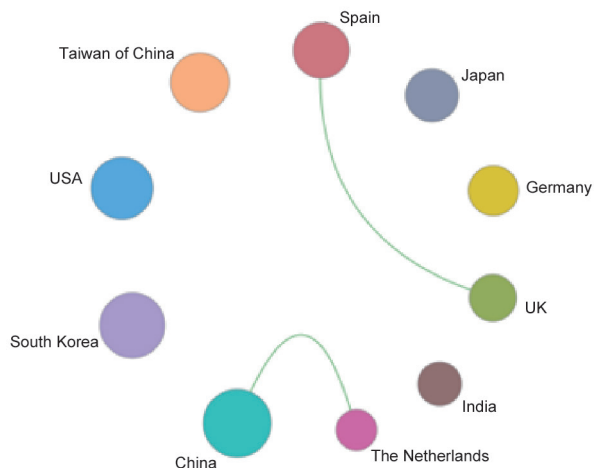 Spain
Taiwan of China
Japan
USA
Germany
UK
South Korea
India
The Netherlands
China